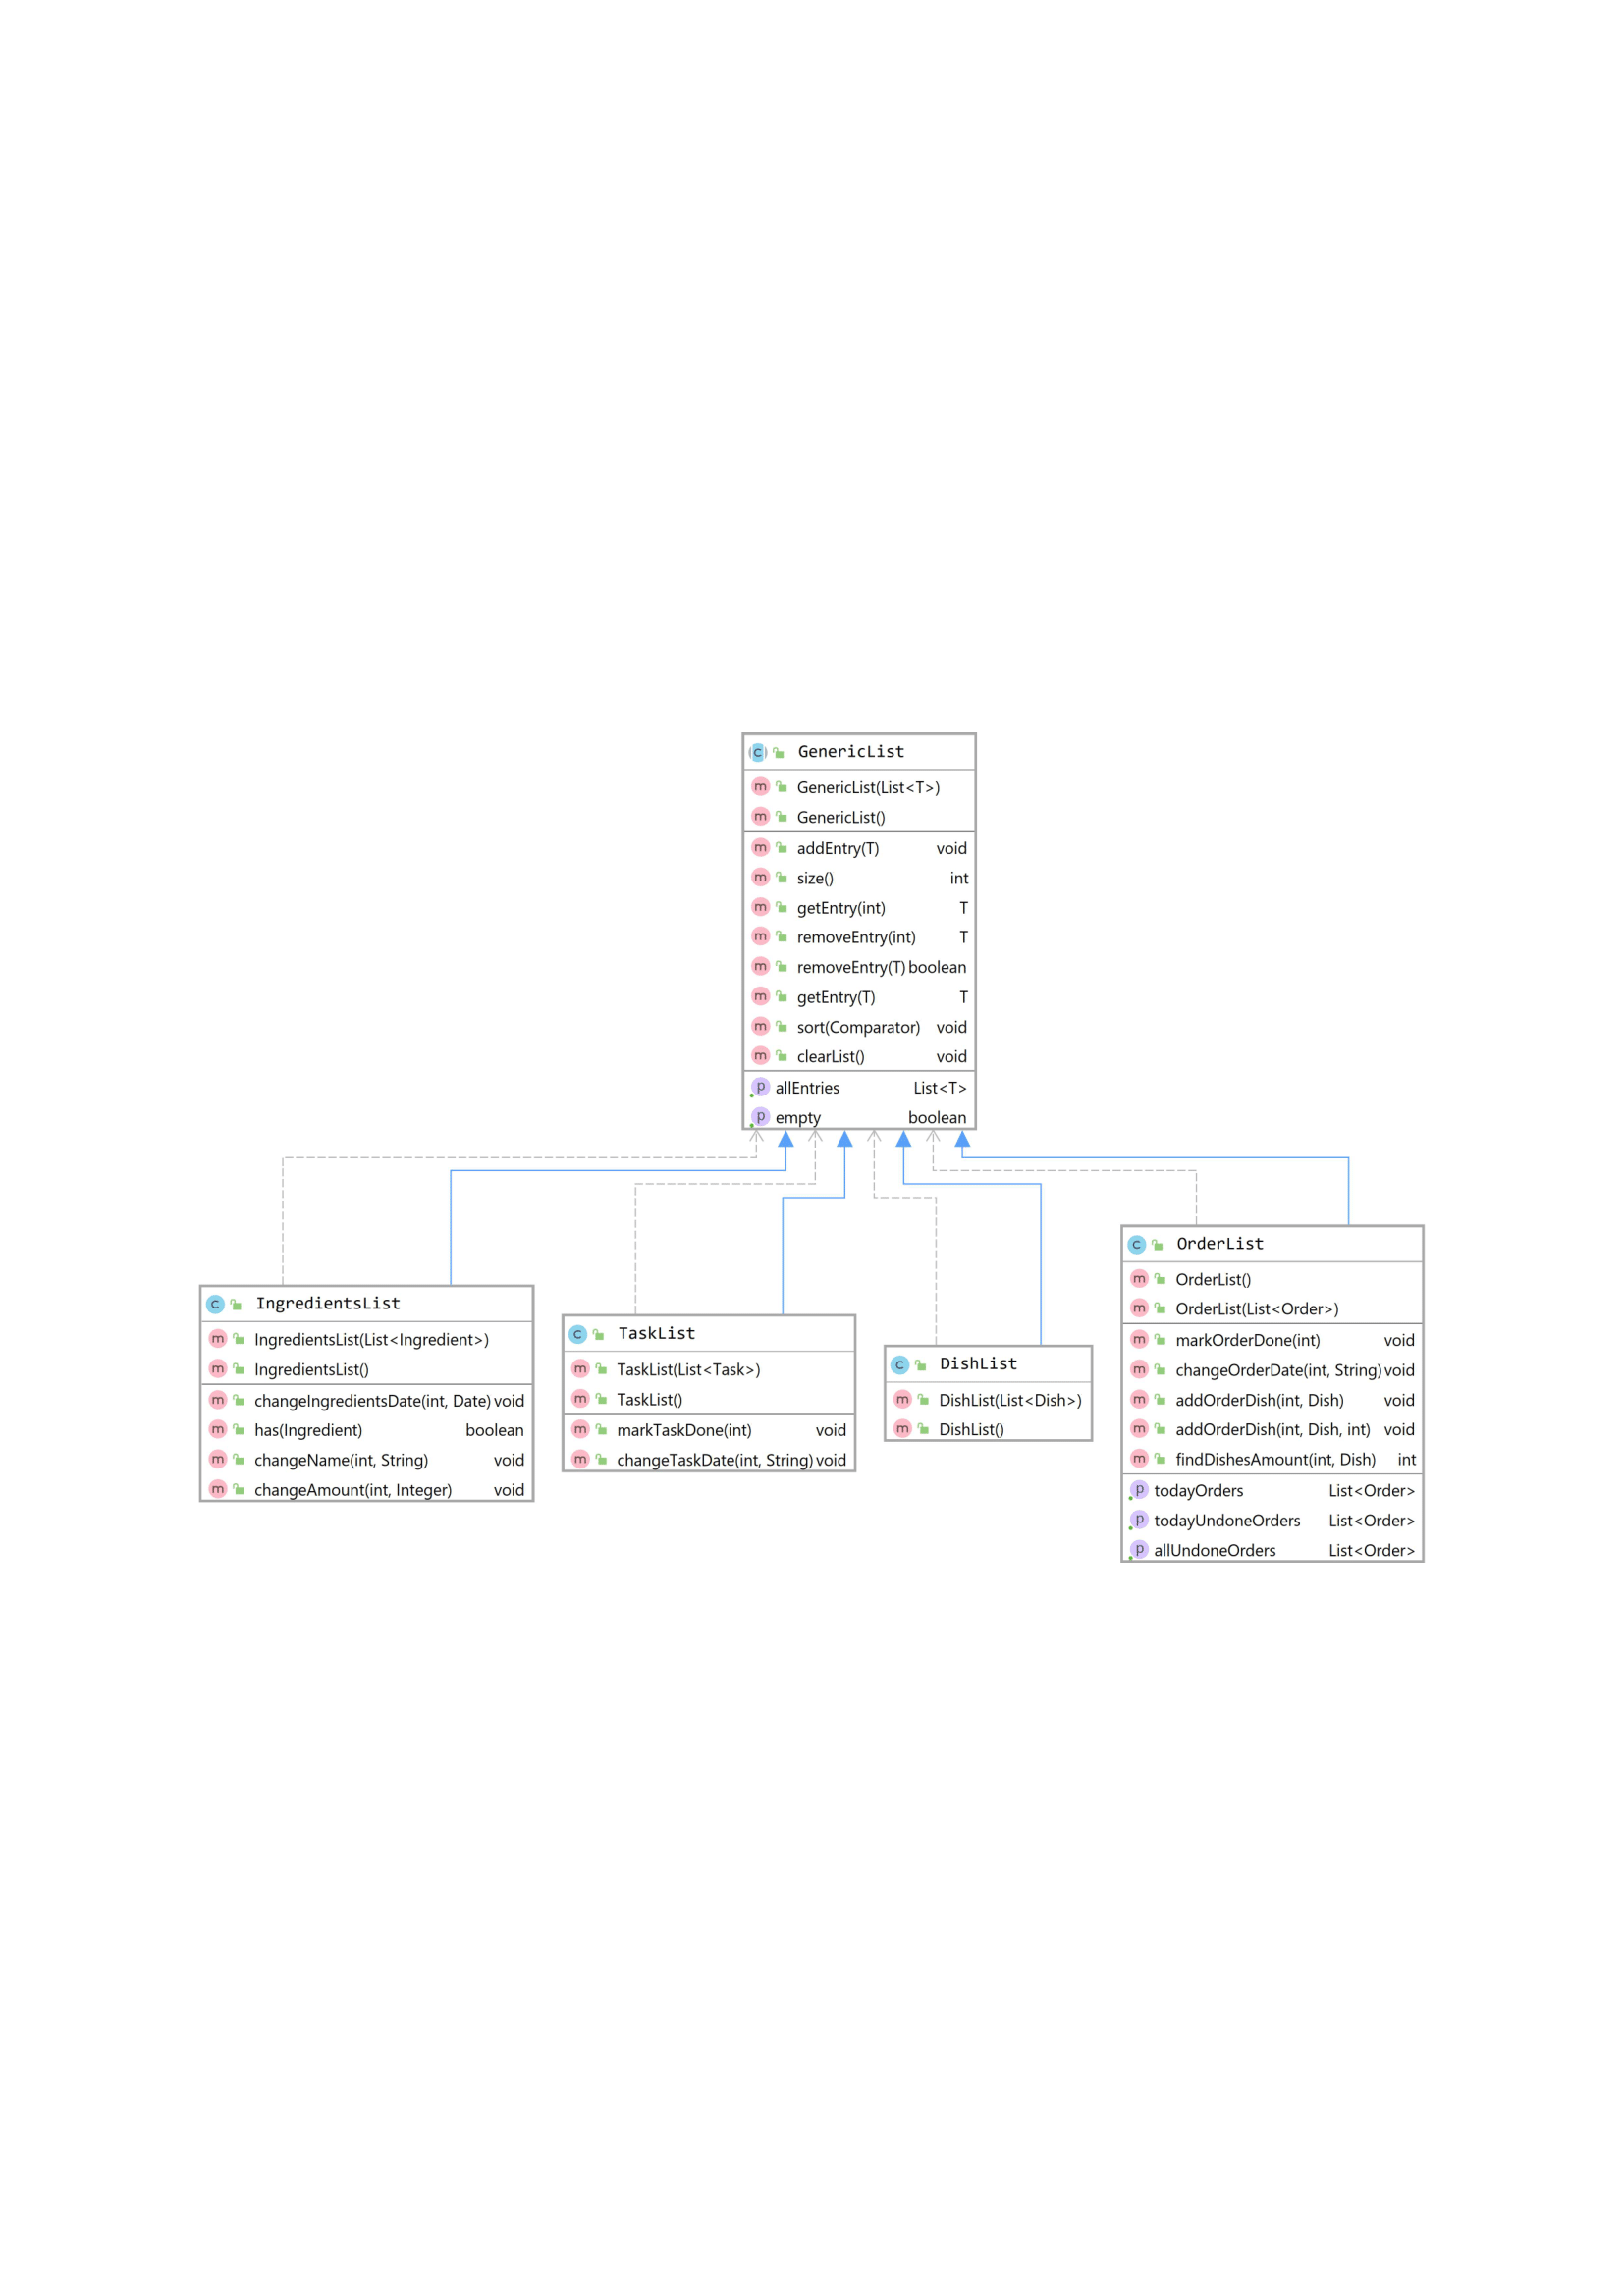 GenericList
GenericList(List<T>)
GenericList()
addEntry(T) void
size() int
getEntry(int) T
removeEntry(int) T
removeEntry(T) boolean
getEntry(T) T
sort(Comparator) void
clearList() void
allEntries List<T>
empty boolean
IngredientsList
IngredientsList(List<Ingredient>)
IngredientsList()
changeIngredientsDate(int, Date) void
has(Ingredient) boolean
changeName(int, String) void
changeAmount(int, Integer) void
TaskList
TaskList(List<Task>)
TaskList()
markTaskDone(int) void
changeTaskDate(int, String) void
DishList
DishList(List<Dish>)
DishList()
OrderList
OrderList()
OrderList(List<Order>)
markOrderDone(int) void
changeOrderDate(int, String) void
addOrderDish(int, Dish) void
addOrderDish(int, Dish, int) void
findDishesAmount(int, Dish) int
todayOrders List<Order>
todayUndoneOrders List<Order>
allUndoneOrders List<Order>